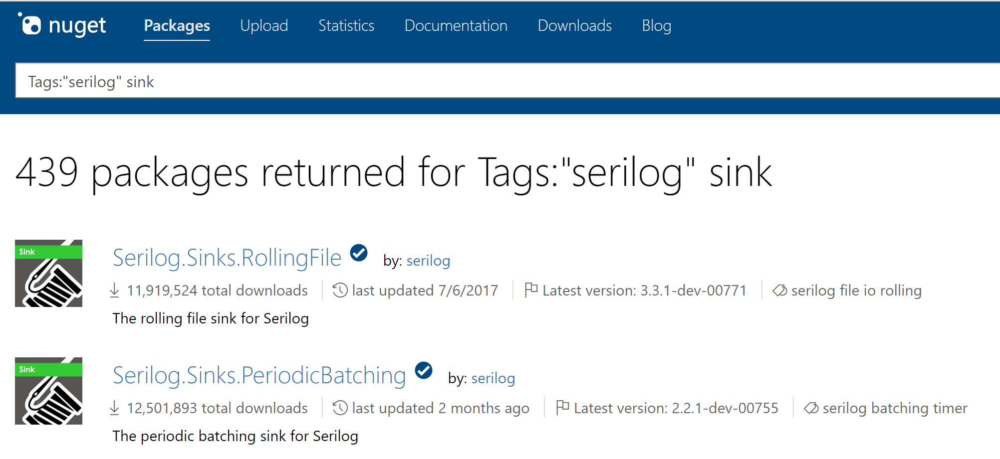 nuget Packages Upload Statistics Documentation Downloads Blog
Tags:"serilog" sink
439 packages returned for Tags:"serilog" sink
Sink
Serilog.Sinks.RollingFile by: serilog
11,919,524 total downloads last updated 7/6/2017 Latest version: 3.3.1-dev-00771 serilog file io rolling
The rolling file sink for Serilog
Sink
Serilog.Sinks.PeriodicBatching by: serilog
12,501,893 total downloads last updated 2 months ago Latest version: 2.2.1-dev-00755 serilog batching timer
The periodic batching sink for Serilog